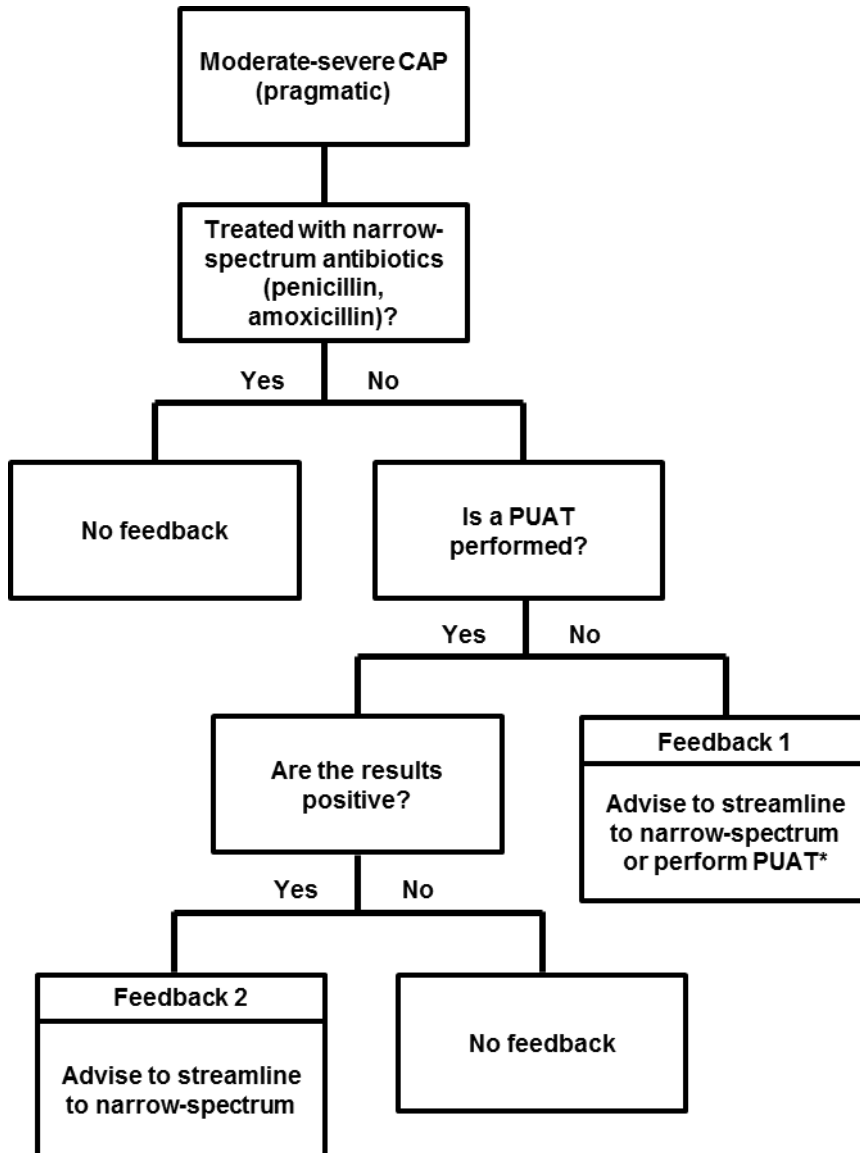 Moderate-severe CAP
(pragmatic)
Treated with narrow-
spectrum antibiotics
(penicillin,
amoxicillin)?
Yes No
No feedback
Is a PUAT
performed?
Yes No
Are the results
positive?
Feedback 1
Advise to streamline
to narrow-spectrum
or perform PUAT*
Yes No
Feedback 2
Advise to streamline
to narrow-spectrum
No feedback